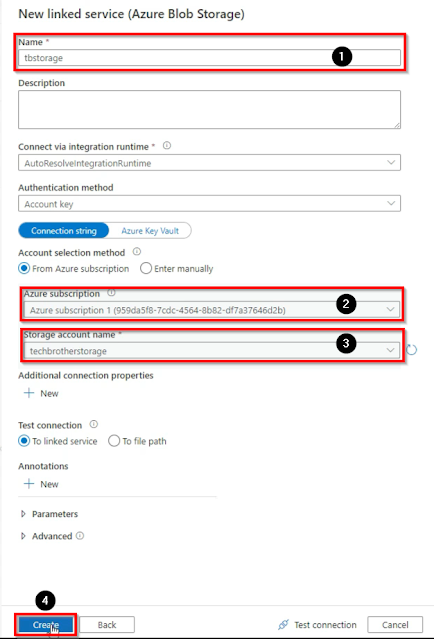 New linked service (Azure Blob Storage)
Name *
tbstorage
1
Description
Connect via integration runtime *
AutoResolveIntegrationRuntime
Authentication method
Account key
Connection string Azure Key Vault
Account selection method
From Azure subscription Enter manually
Azure subscription
Azure subscription 1 (959da5f8-7cdc-4564-8b82-df7a37646d2b)
2
Storage account name *
techbrotherstorage
3
Additional connection properties
+ New
Test connection
To linked service To file path
Annotations
+ New
Parameters
Advanced
4
Create Back Test connection Cancel